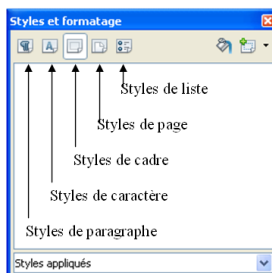 Styles et formatage
Styles de liste
Styles de page
Styles de cadre
Styles de caractère
Styles de paragraphe
Styles appliqués